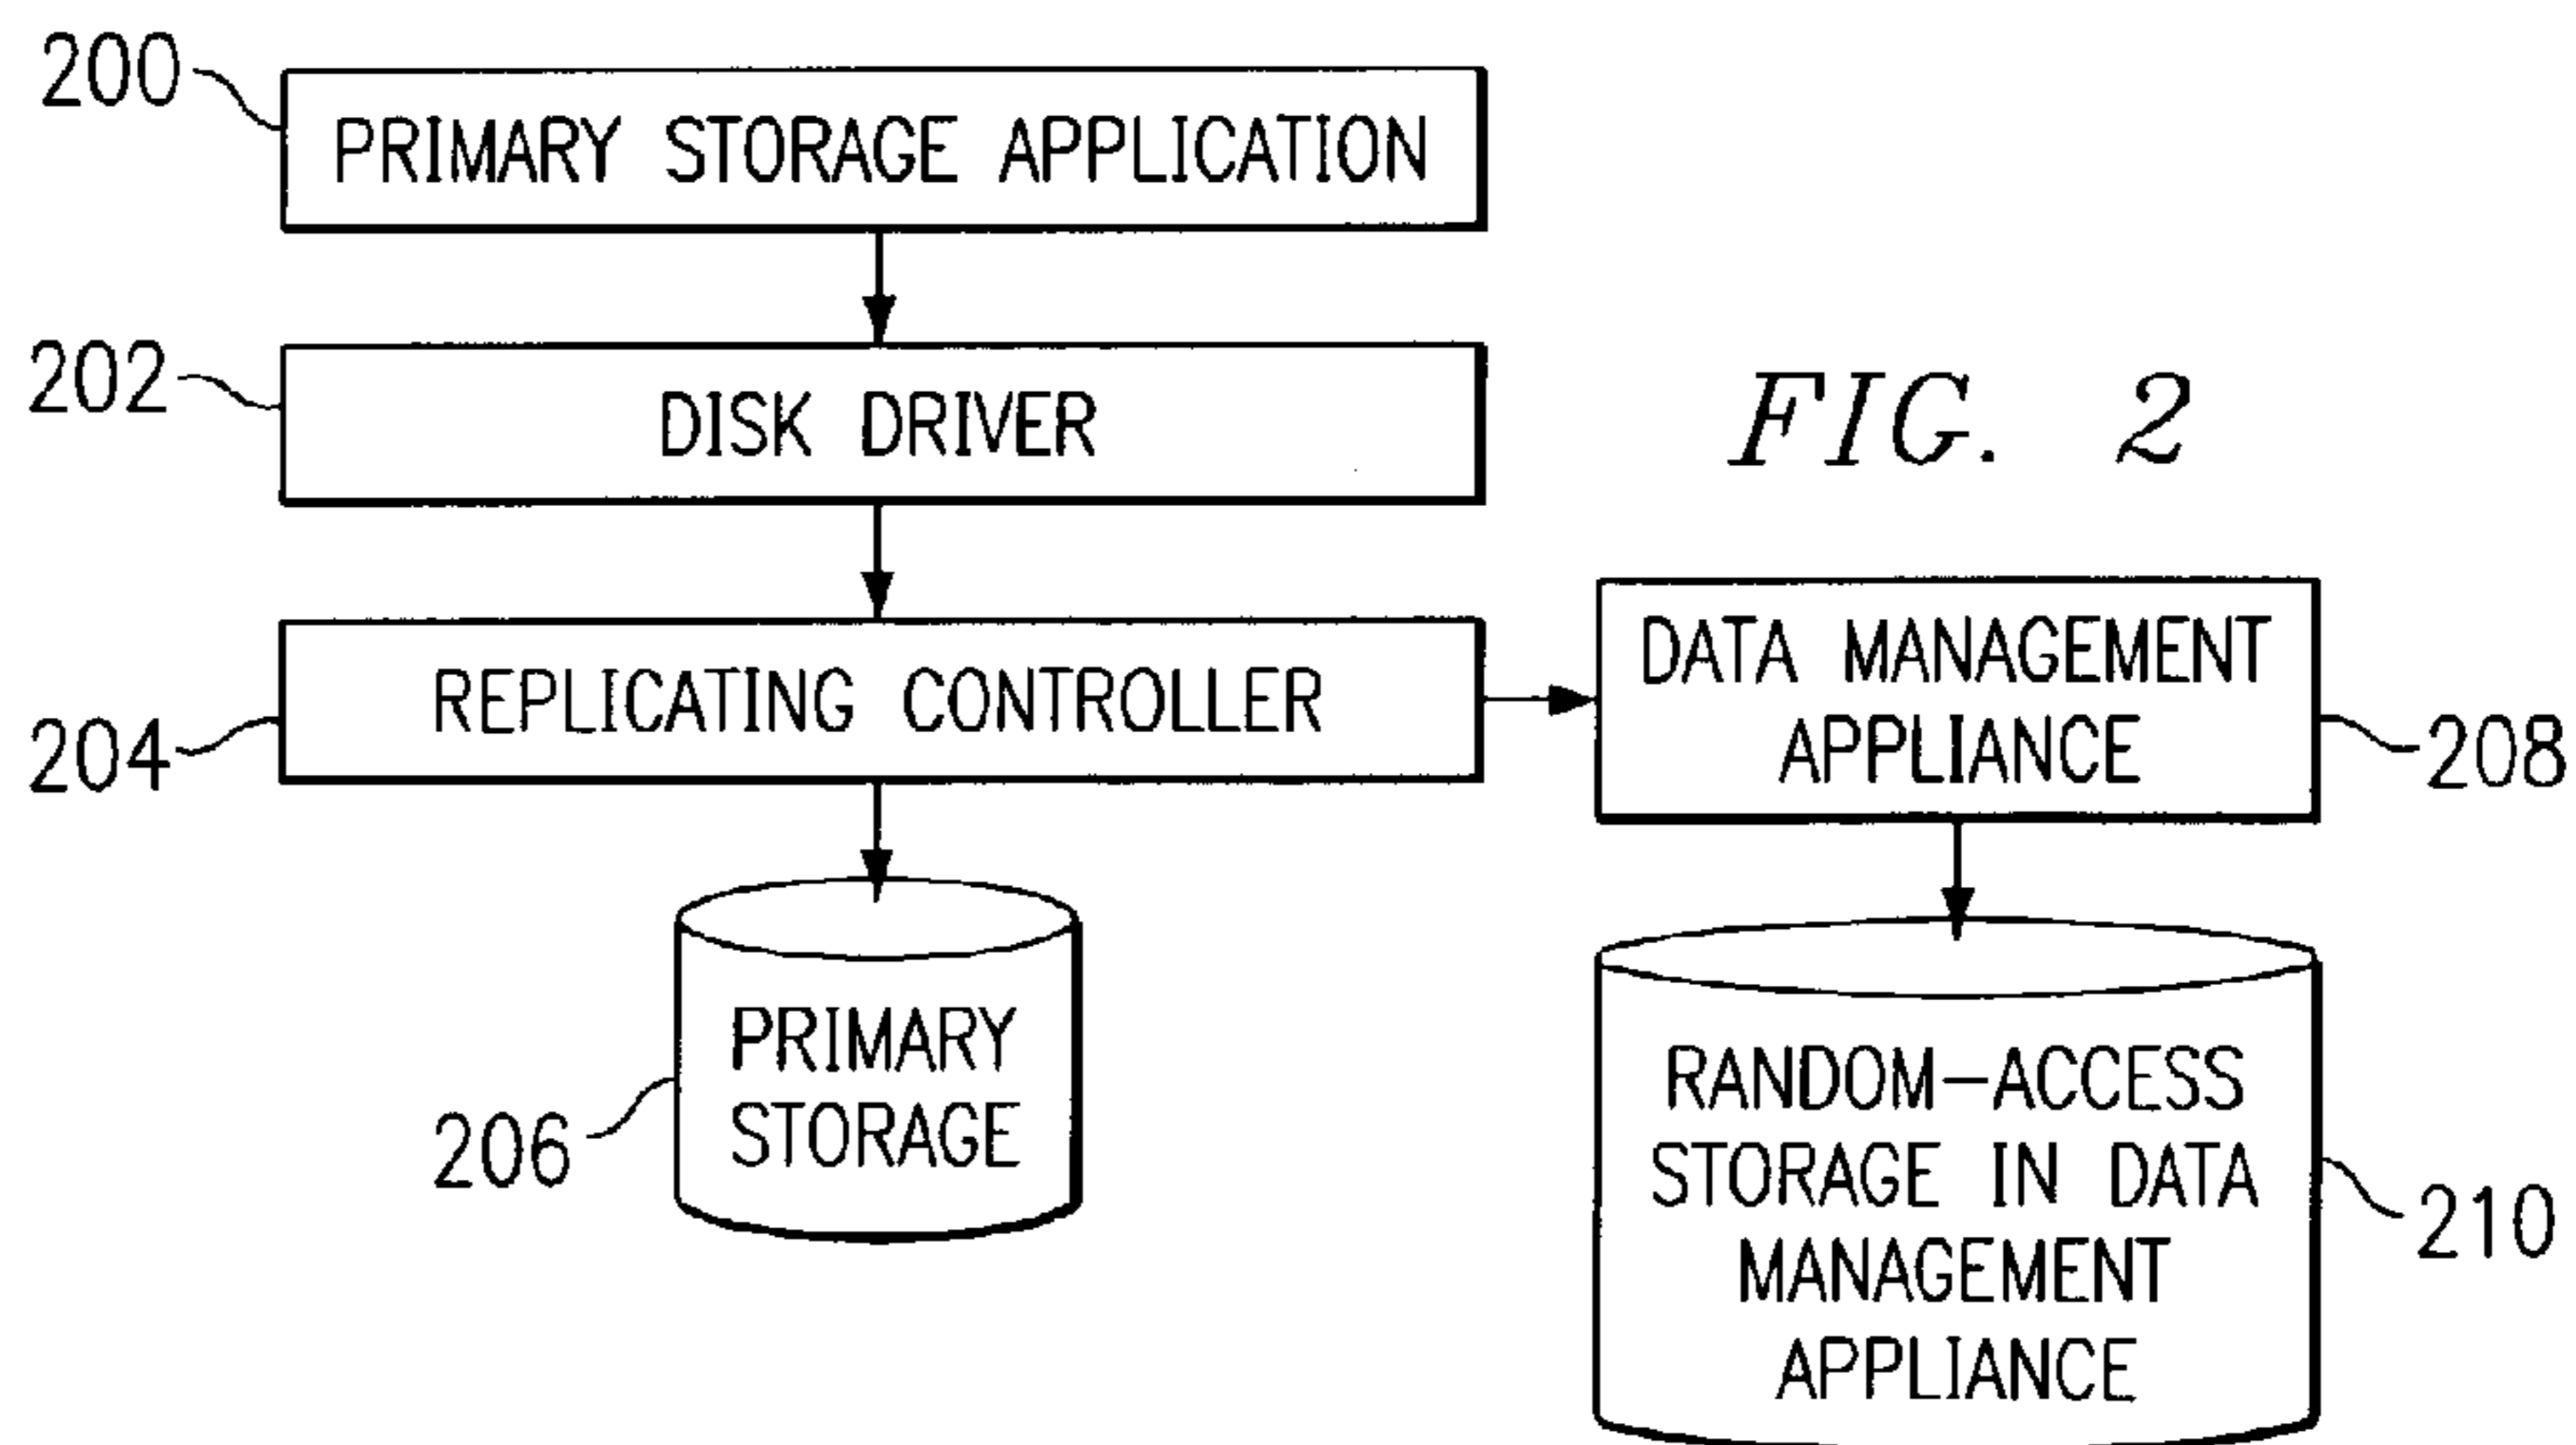 200
PRIMARY STORAGE APPLICATION
202
DISK DRIVER
FIG. 2
204
REPLICATING CONTROLLER
DATA MANAGEMENT
APPLIANCE
208
206
PRIMARY
STORAGE
RANDOM-ACCESS
STORAGE IN DATA
MANAGEMENT
APPLIANCE
210